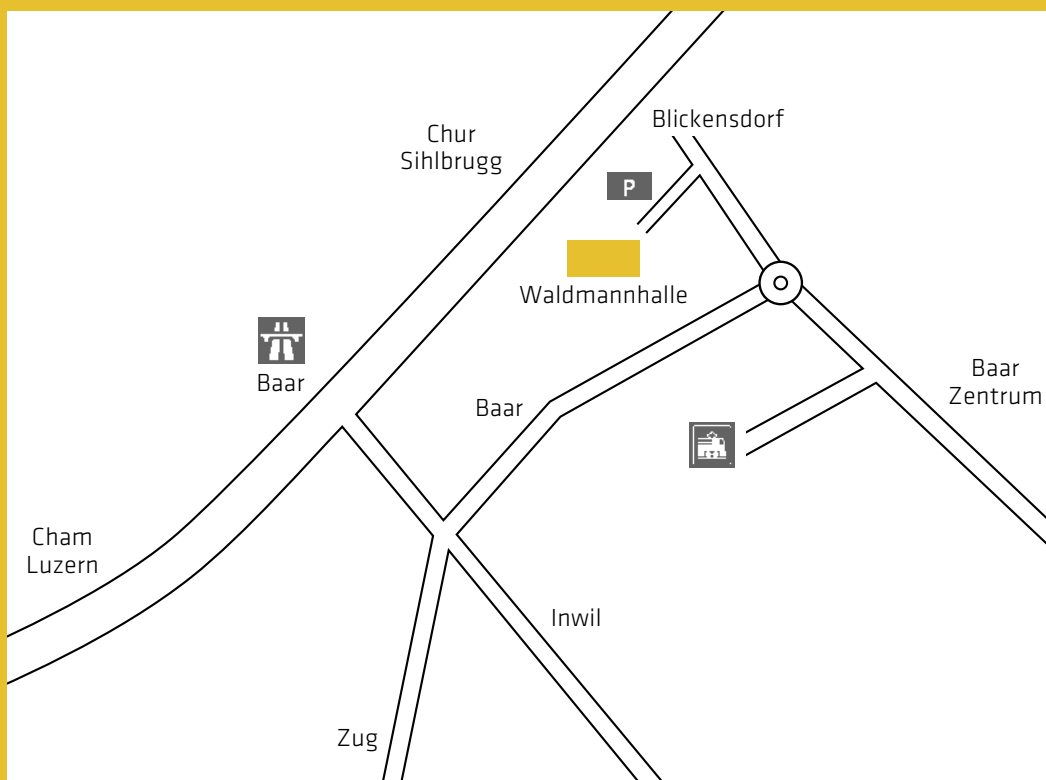 Blickensdorf
Chur
Sihlbrugg
P
Waldmannhalle
Baar
Baar
Baar
Zentrum
Cham
Luzern
Inwil
Zug